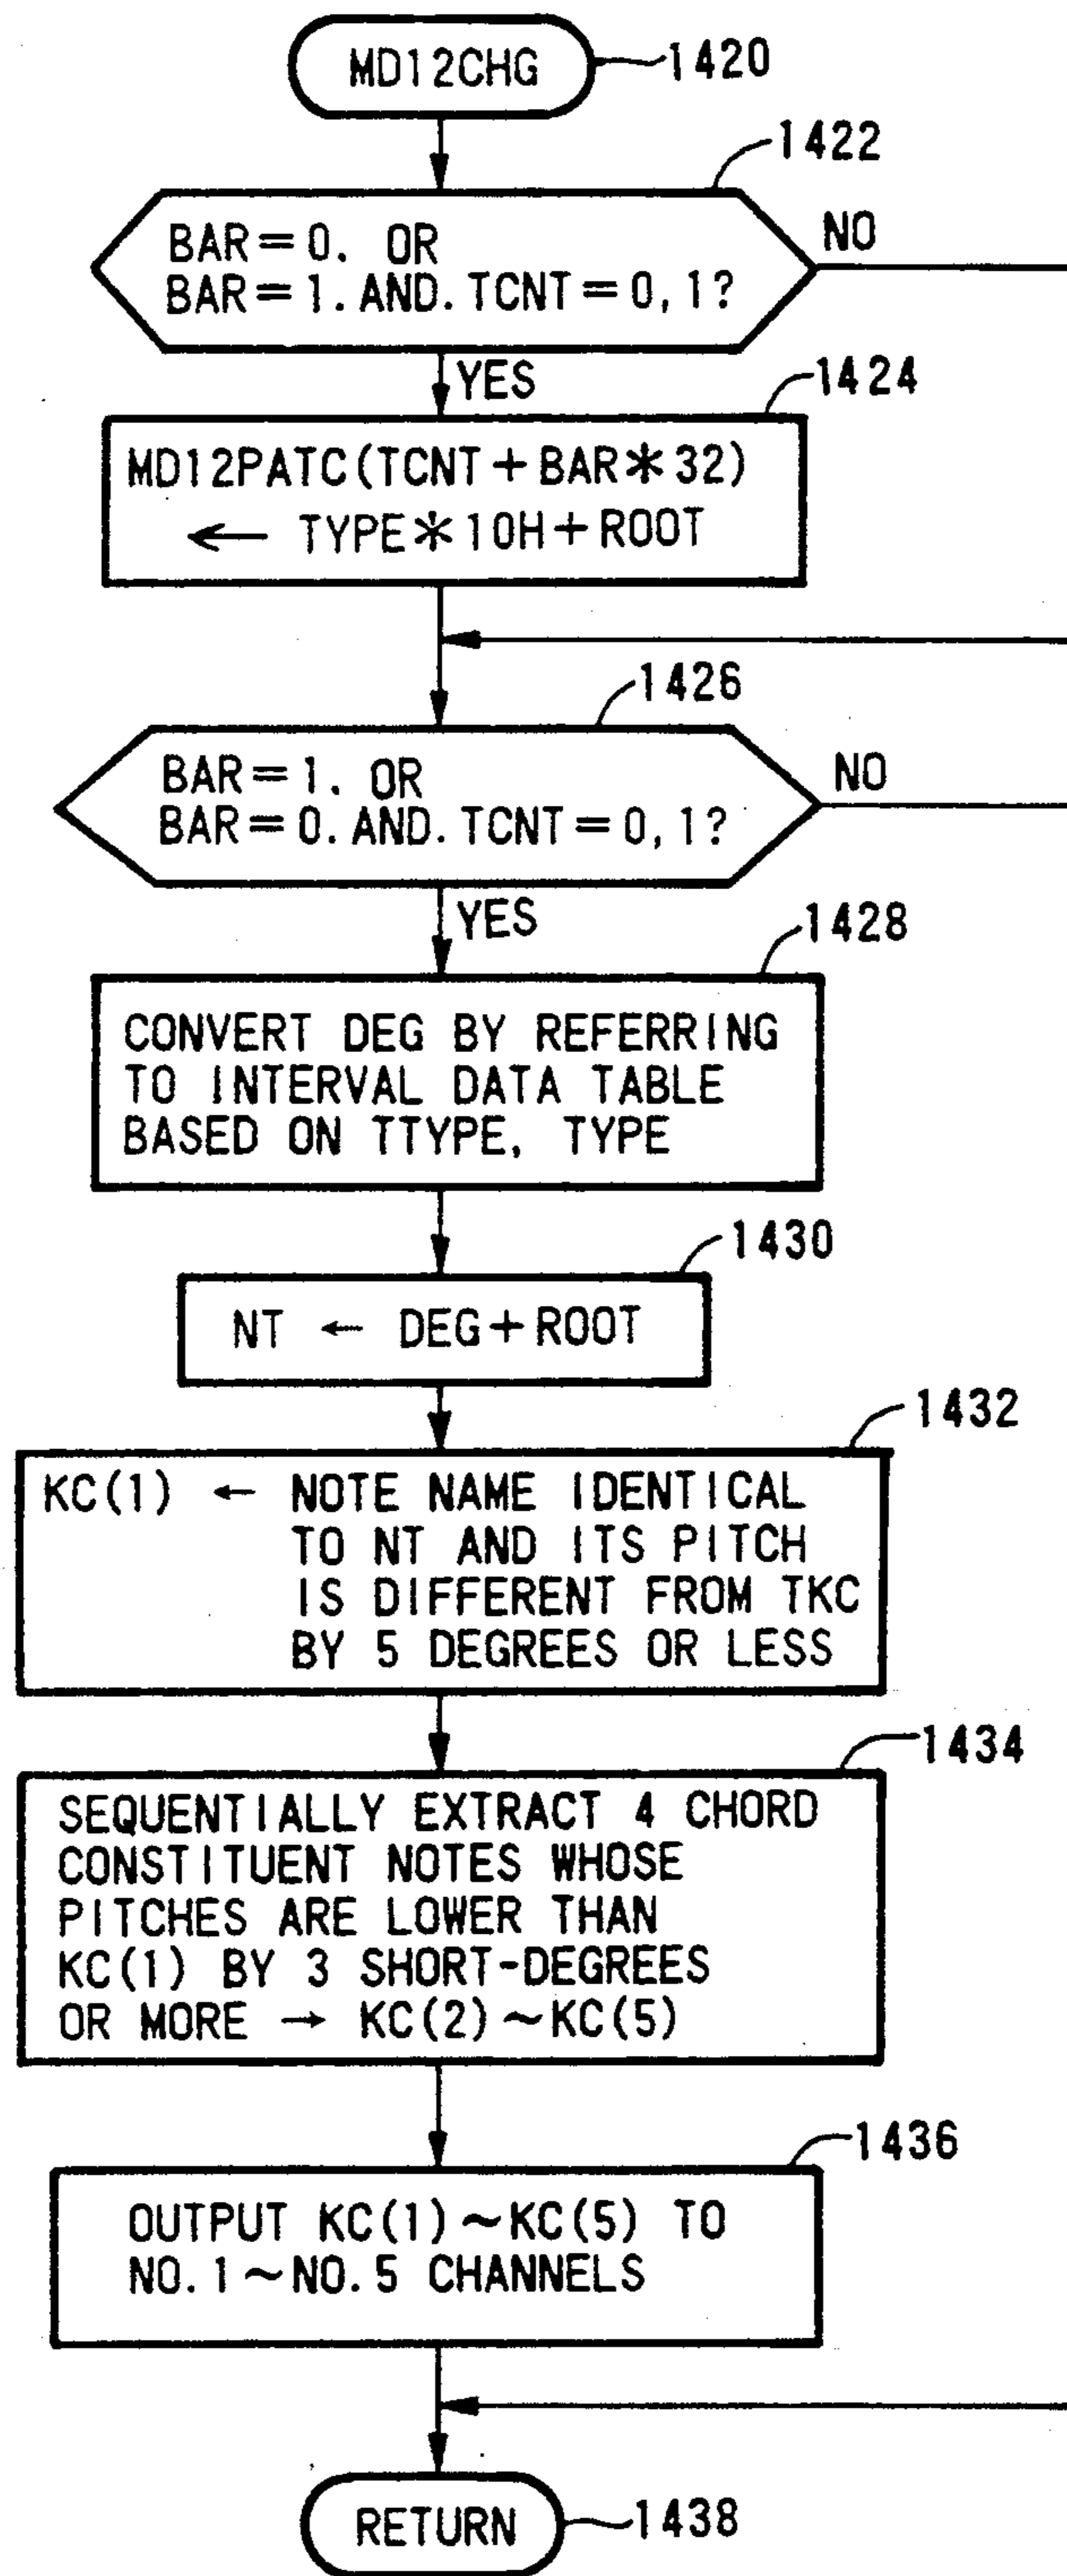 MD12CHG
1420
1422
BAR=0. OR
BAR=1. AND. TCNT=0, 1?
NO
YES
1424
MD12PATC(TCNT+BAR*32)
← TYPE*10H+ROOT
1426
BAR=1. OR
BAR=0. AND. TCNT=0, 1?
NO
YES
1428
CONVERT DEG BY REFERRING
TO INTERVAL DATA TABLE
BASED ON TTYPE, TYPE
1430
NT ← DEG+ROOT
1432
KC(1) ← NOTE NAME IDENTICAL
TO NT AND ITS PITCH
IS DIFFERENT FROM TKC
BY 5 DEGREES OR LESS
1434
SEQUENTIALLY EXTRACT 4 CHORD
CONSTITUENT NOTES WHOSE
PITCHES ARE LOWER THAN
KC(1) BY 3 SHORT-DEGREES
OR MORE → KC(2)~KC(5)
1436
OUTPUT KC(1)~KC(5) TO
NO.1~NO.5 CHANNELS
RETURN
1438